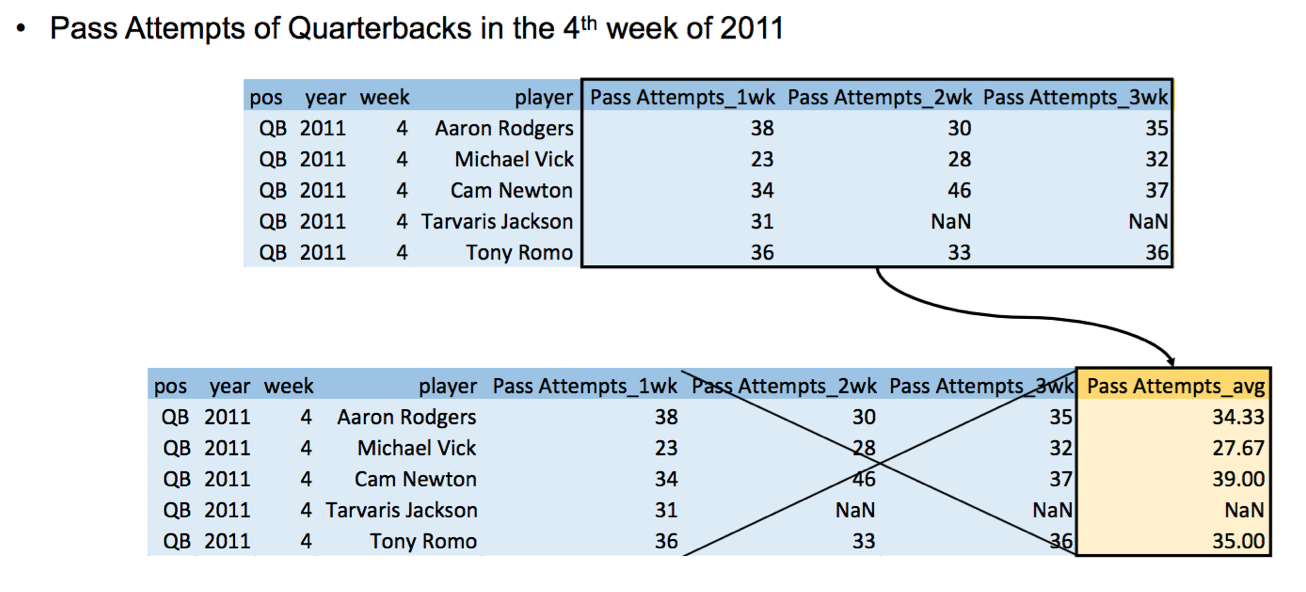 • Pass Attempts of Quarterbacks in the 4th week of 2011
pos year week player Pass Attempts_1wk Pass Attempts_2wk Pass Attempts_3wk
QB 2011 4 Aaron Rodgers 38 30 35
QB 2011 4 Michael Vick 23 28 32
QB 2011 4 Cam Newton 34 46 37
QB 2011 4 Tarvaris Jackson 31 NaN NaN
QB 2011 4 Tony Romo 36 33 36
pos year week player Pass Attempts_1wk Pass Attempts_2wk Pass Attempts_3wk Pass Attempts_avg
QB 2011 4 Aaron Rodgers 38 30 35 34.33
QB 2011 4 Michael Vick 23 28 32 27.67
QB 2011 4 Cam Newton 34 46 37 39.00
QB 2011 4 Tarvaris Jackson 31 NaN NaN NaN
QB 2011 4 Tony Romo 36 33 36 35.00